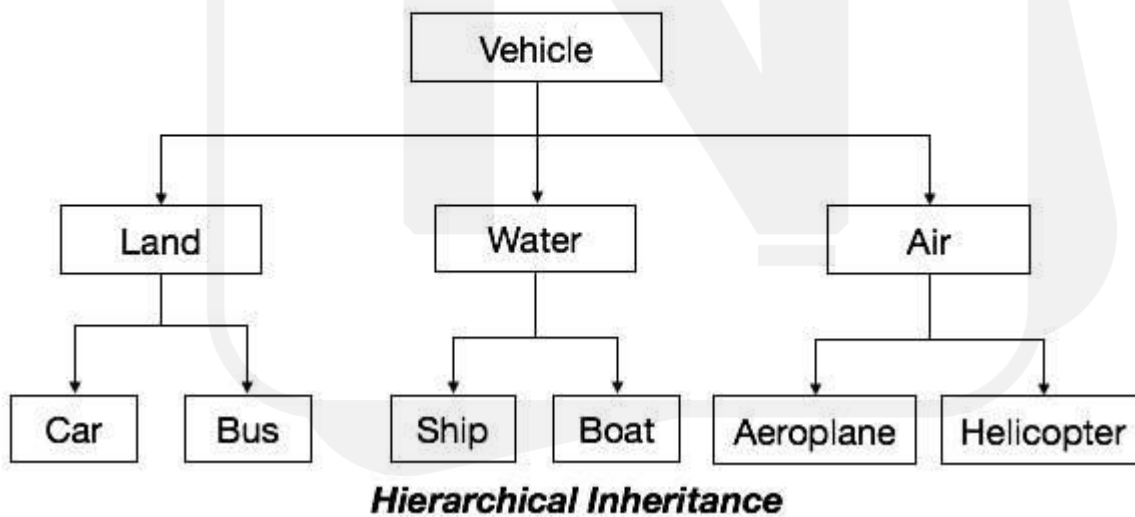 Vehicle
Land Water Air
Car Bus Ship Boat Aeroplane Helicopter
Hierarchical Inheritance